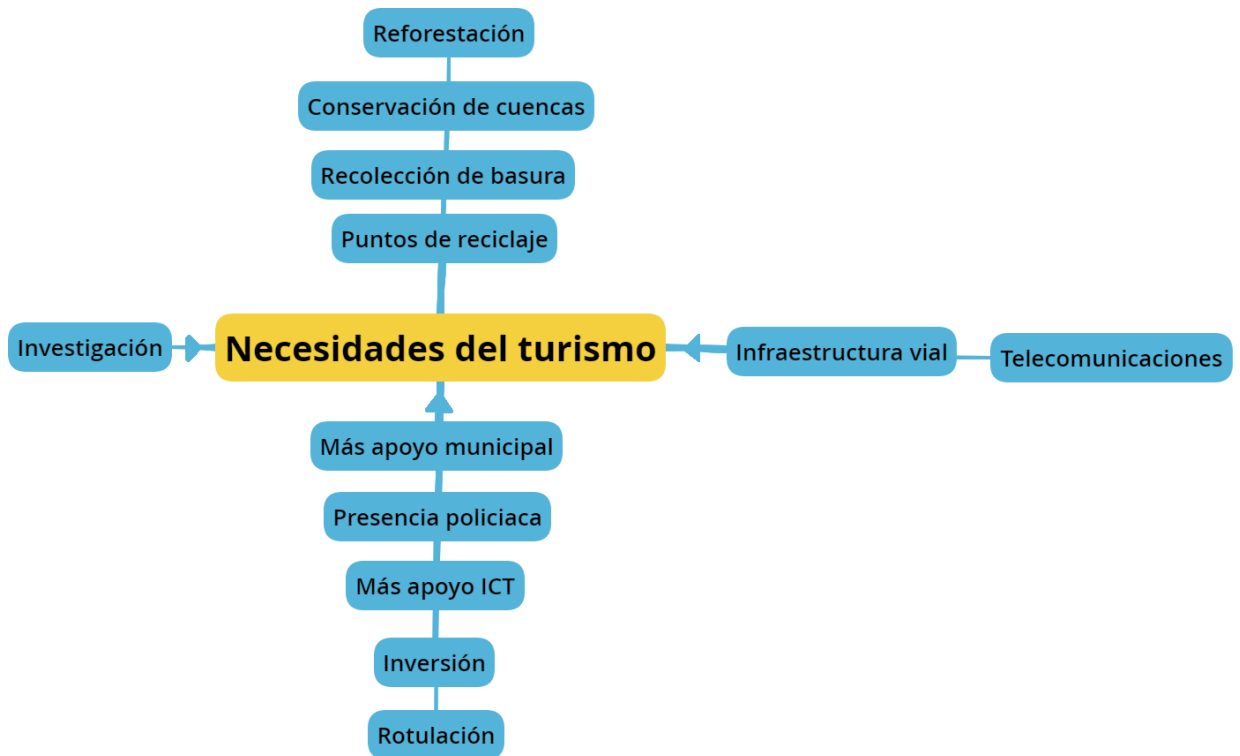 Reforestación
Conservación de cuencas
Recolección de basura
Puntos de reciclaje
Investigación
Necesidades del turismo
Infraestructura vial
Telecomunicaciones
Más apoyo municipal
Presencia policiaca
Más apoyo ICT
Inversión
Rotulación